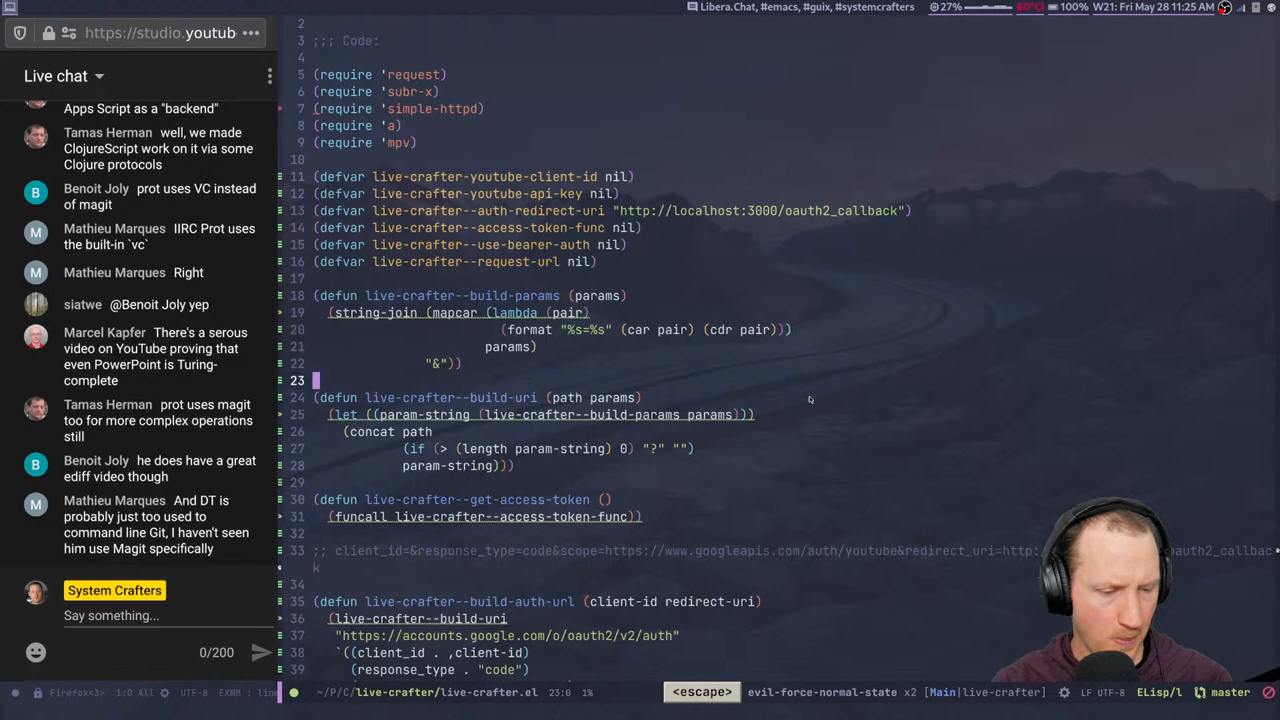 Libera.Chat, #emacs, #guix, #systemcrafters
27%
60°C
100%
W21: Fri May 28 11:25 AM
https://studio.youtub
Live chat
Apps Script as a "backend"
Tamas Herman well, we made
ClojureScript work on it via some
Clojure protocols
B
Benoit Joly prot uses VC instead
of magit
M
Mathieu Marques IIRC Prot uses
the built-in `vc`
M
Mathieu Marques Right
siatwe @Benoit Joly yep
Marcel Kapfer There's a serous
video on YouTube proving that
even PowerPoint is Turing-
complete
Tamas Herman prot uses magit
too for more complex operations
still
B
Benoit Joly he does have a great
ediff video though
M
Mathieu Marques And DT is
probably just too used to
command line Git, I haven't seen
him use Magit specifically
System Crafters
Say something...
0/200
Firefox<3> 1:0 All UTF-8 EXWM : line
2
3 ;;; Code:
4
5 (require 'request)
6 (require 'subr-x)
7 (require 'simple-httpd)
8 (require 'a)
9 (require 'mpv)
10
11 (defvar live-crafter-youtube-client-id nil)
12 (defvar live-crafter-youtube-api-key nil)
13 (defvar live-crafter--auth-redirect-uri "http://localhost:3000/oauth2_callback")
14 (defvar live-crafter--access-token-func nil)
15 (defvar live-crafter--use-bearer-auth nil)
16 (defvar live-crafter--request-url nil)
17
18 (defun live-crafter--build-params (params)
19 (string-join (mapcar (lambda (pair)
20 (format "%s=%s" (car pair) (cdr pair)))
21 params)
22 "&"))
23
24 (defun live-crafter--build-uri (path params)
25 (let ((param-string (live-crafter--build-params params)))
26 (concat path
27 (if (> (length param-string) 0) "?" "")
28 param-string)))
29
30 (defun live-crafter--get-access-token ()
31 (funcall live-crafter--access-token-func))
32
33 ;; client_id=&response_type=code&scope=https://www.googleapis.com/auth/youtube&redirect_uri=http: auth2_callbac
k
34
35 (defun live-crafter--build-auth-url (client-id redirect-uri)
36 (live-crafter--build-uri
37 "https://accounts.google.com/o/oauth2/v2/auth"
38 `((client_id . ,client-id)
39 (response_type . "code")
~/P/C/live-crafter/live-crafter.el 23:0 1% <escape> evil-force-normal-state x2 [Main|live-crafter] LF UTF-8 ELisp/l master